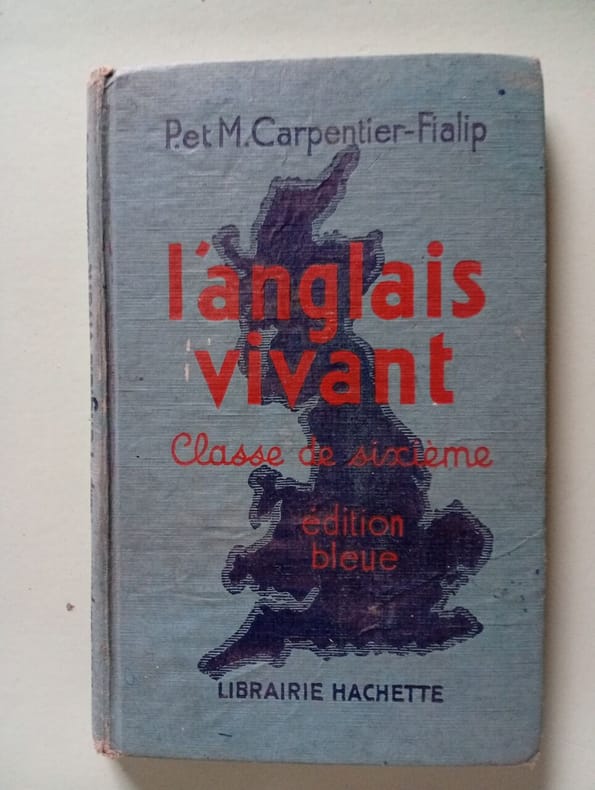 P. et M. Carpentier-Fialip
l'anglais
vivant
Classe de sixième
édition
bleue
LIBRAIRIE HACHETTE